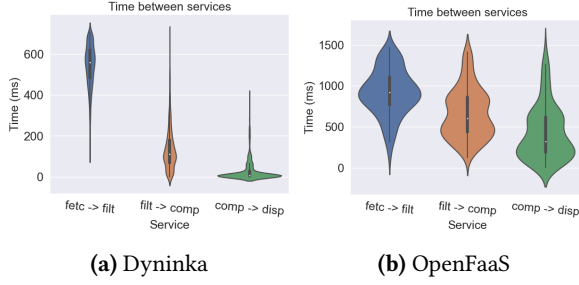 Time between services
Time (ms)
600
400
200
0
fetc -> filt
filt -> comp
comp -> disp
Service
(a) Dyninka
Time between services
Time (ms)
1500
1000
500
0
fetc -> filt
filt -> comp
comp -> disp
Service
(b) OpenFaaS